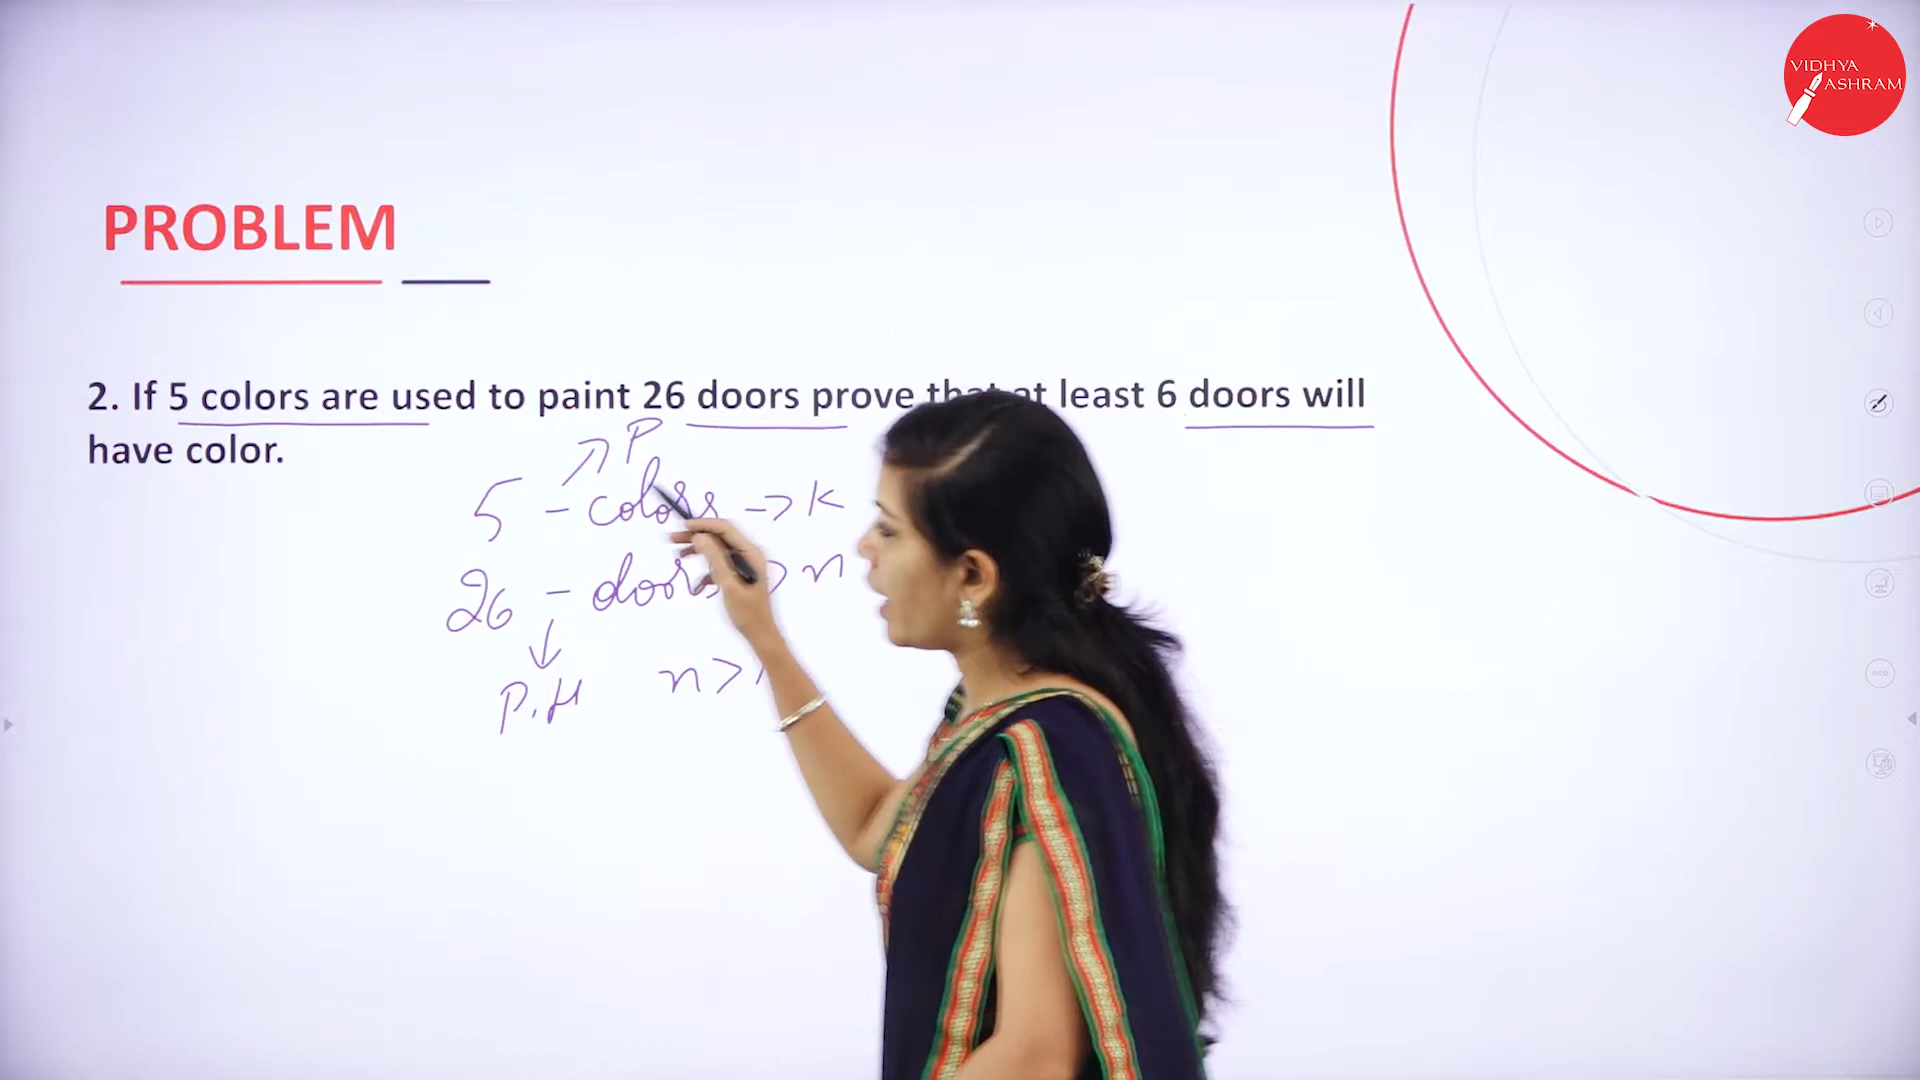 VIDHYA
ASHRAM
PROBLEM
2. If 5 colors are used to paint 26 doors prove that at least 6 doors will
have color.
P
5 - colors -> K
26 - doors -> n
P.H n >